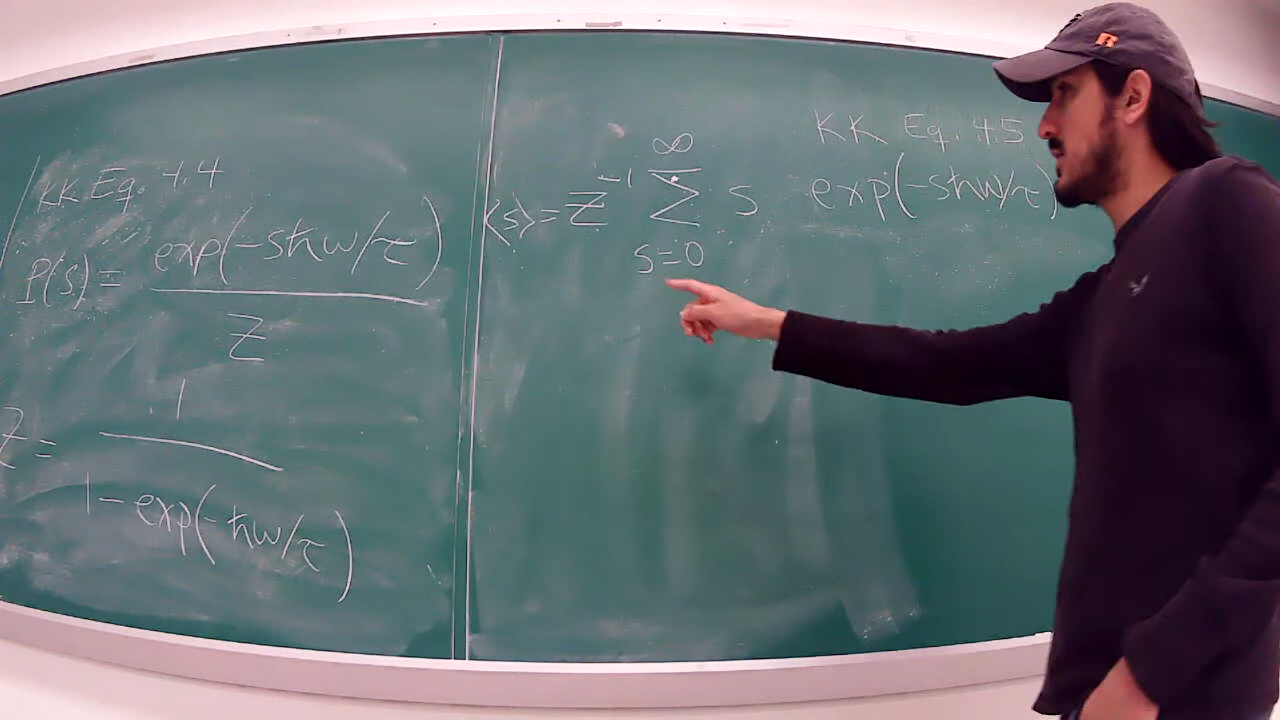 KK Eq. 4.4
P(s) = exp(-sħω/τ)
Z
Z = 1
1 - exp(-ħω/τ)
KK Eq. 4.5
⟨s⟩ = Z⁻¹ ∑ s exp(-sħω/τ)
∞
s=0
R